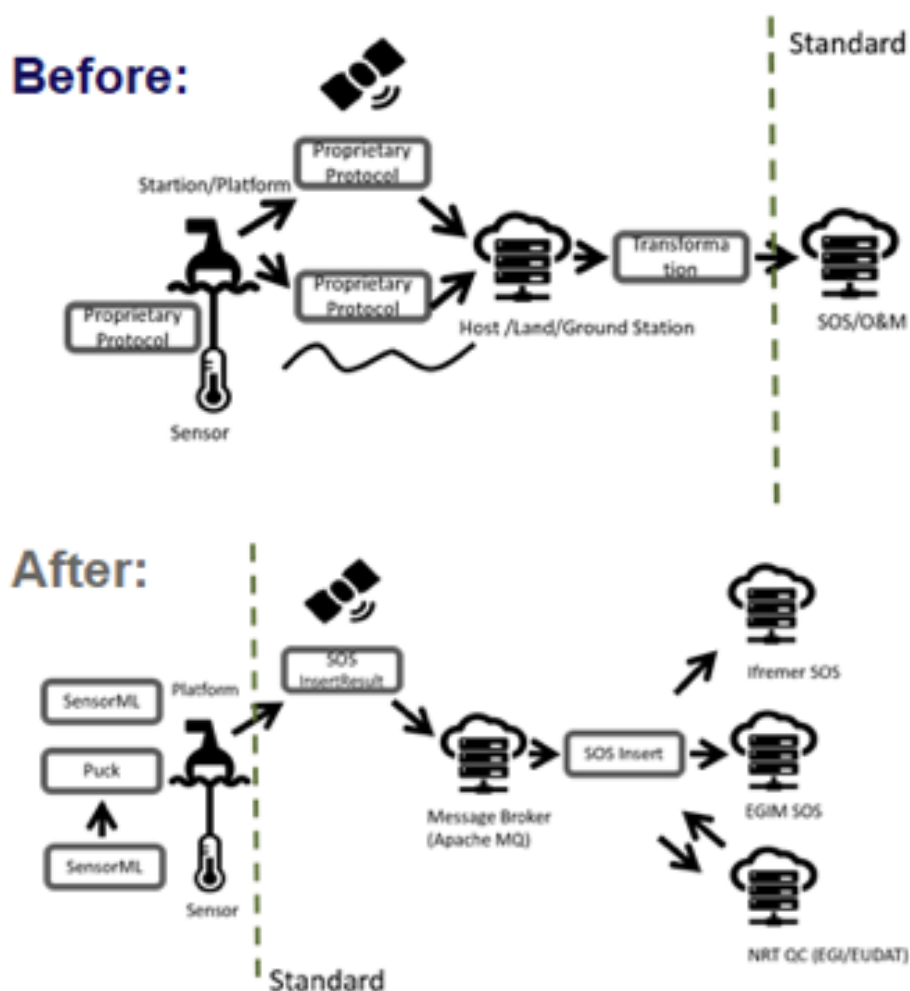 Before:
Standard
Proprietary
Protocol
Startion/Platform
Transforma
tion
Proprietary
Protocol
Proprietary
Protocol
Host /Land/Ground Station
SOS/O&M
Sensor
After:
SOS
InsertResult
Platform
SensorML
Ifremer SOS
Puck
SOS Insert
Message Broker
(Apache MQ)
EGIM SOS
SensorML
Sensor
NRT QC (EGI/EUDAT)
Standard